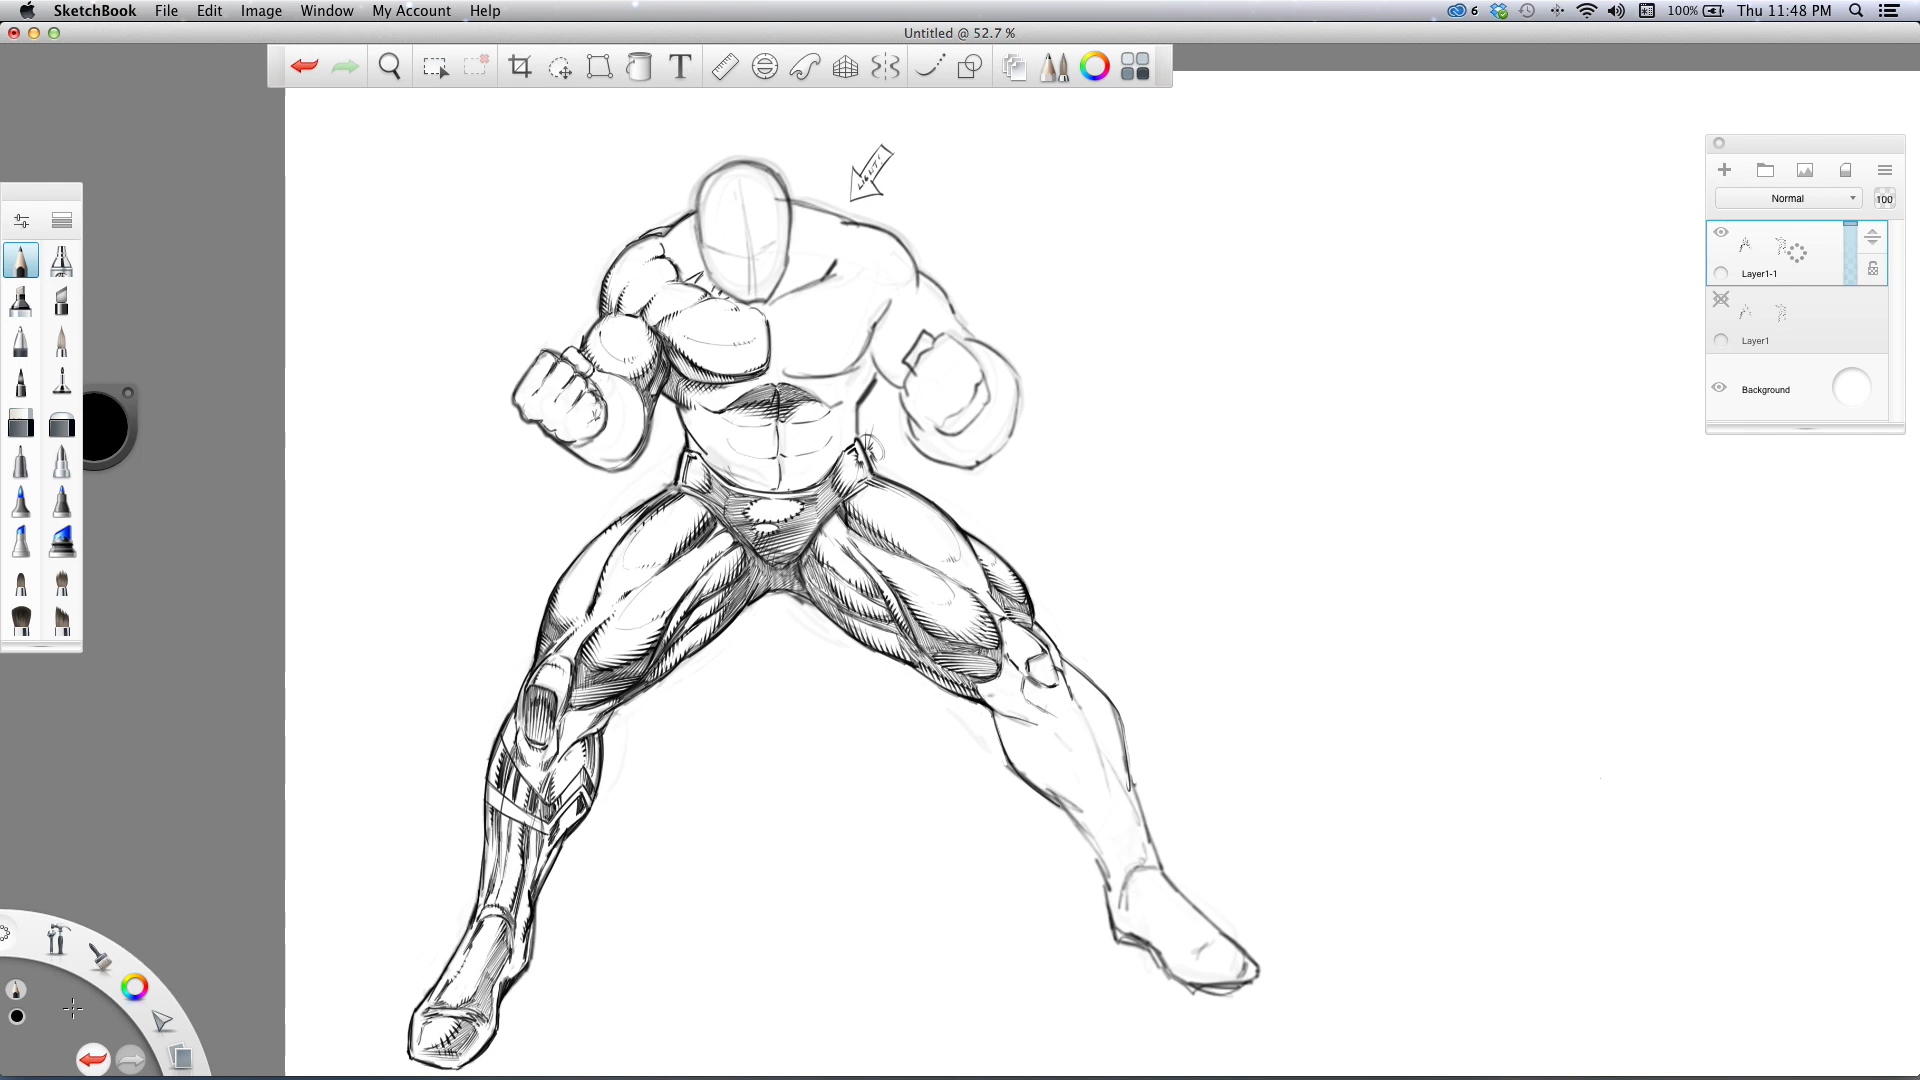 SketchBook File Edit Image Window My Account Help
6 100% Thu 11:48 PM
Untitled @ 52.7 %
T
LIGHT
Normal 100
Layer1-1
Layer1
Background